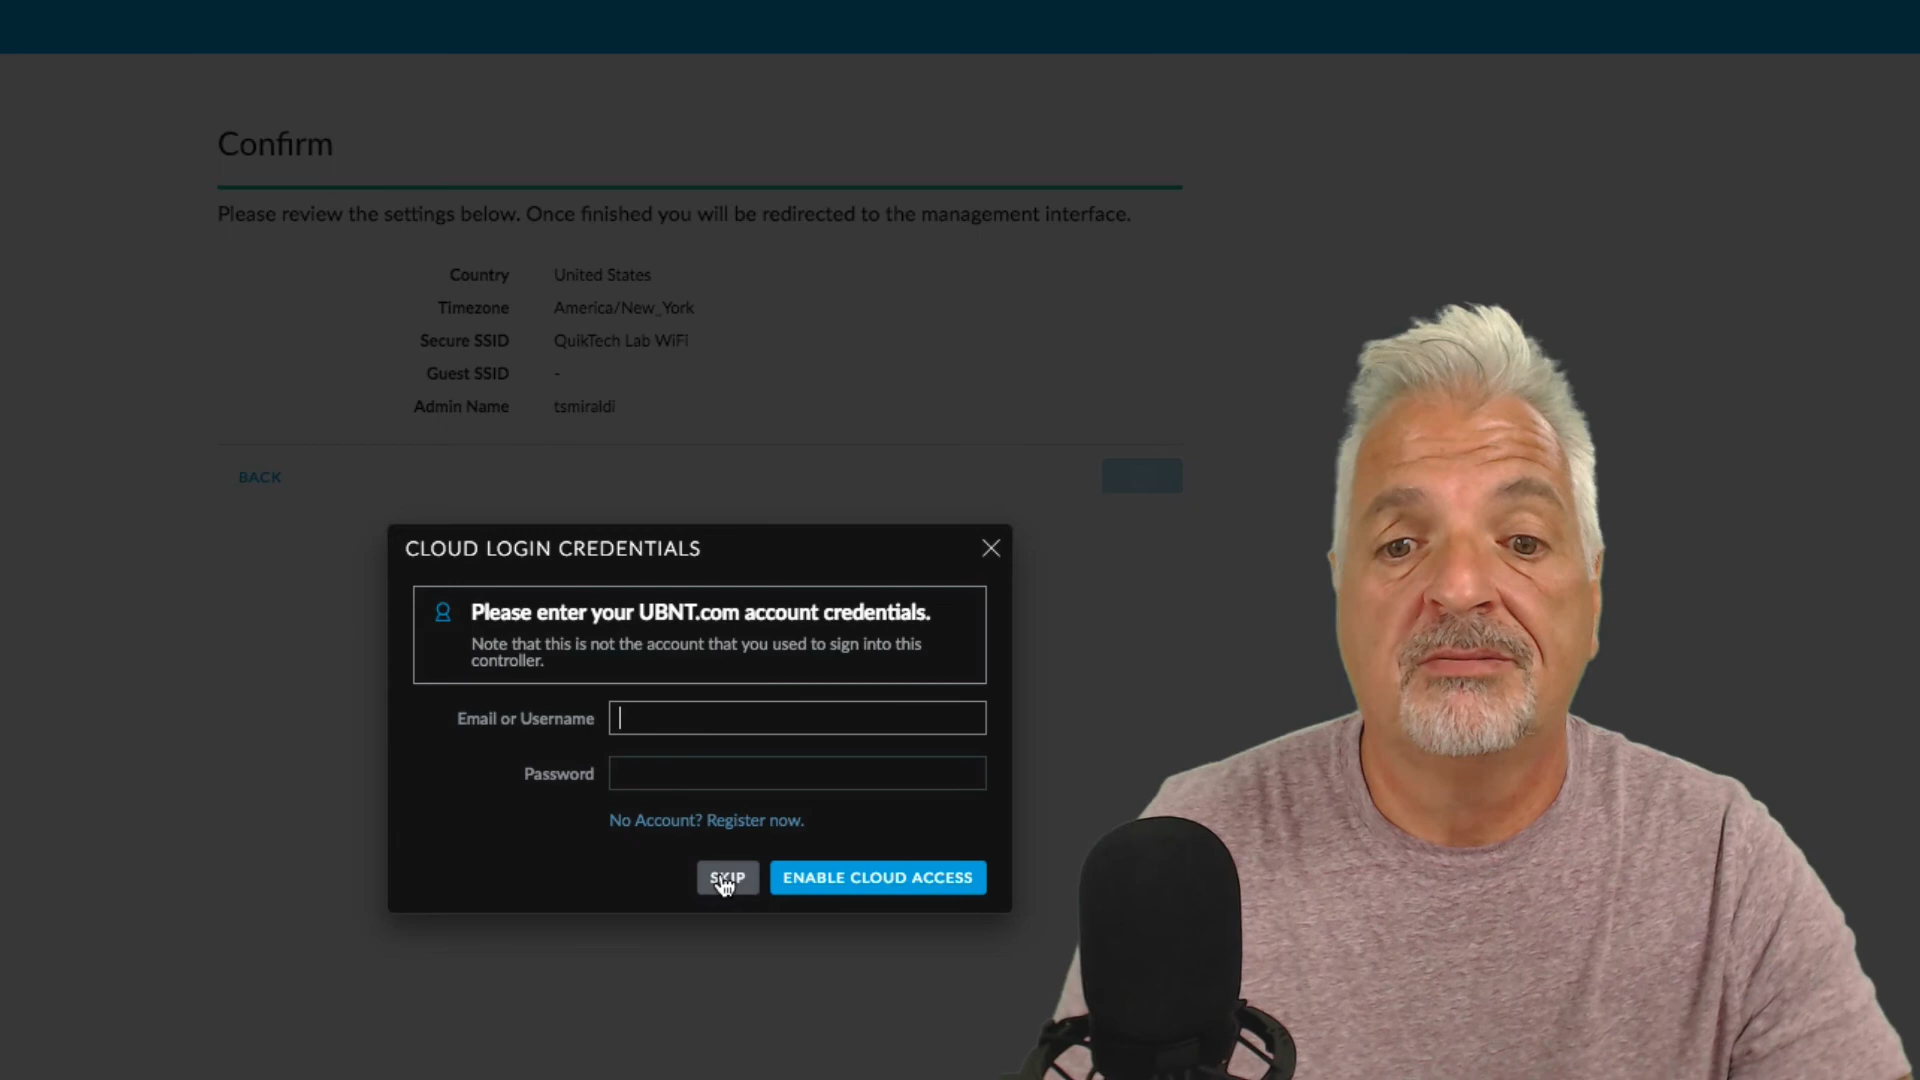 Confirm
Please review the settings below. Once finished you will be redirected to the management interface.
Country United States
Timezone America/New_York
Secure SSID QuikTech Lab WiFi
Guest SSID -
Admin Name tsmiraldi
BACK
CLOUD LOGIN CREDENTIALS
Please enter your UBNT.com account credentials.
Note that this is not the account that you used to sign into this
controller.
Email or Username
Password
No Account? Register now.
SKIP ENABLE CLOUD ACCESS